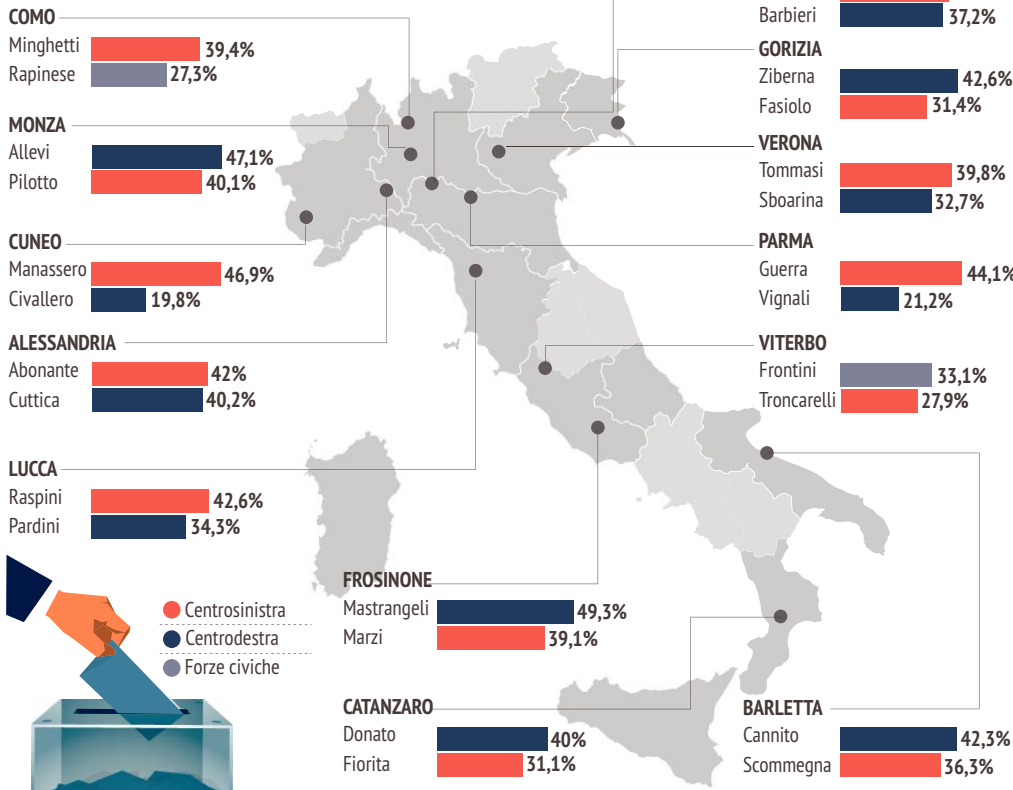 COMO
Minghetti 39,4%
Rapinese 27,3%
MONZA
Allevi 47,1%
Pilotto 40,1%
CUNEO
Manassero 46,9%
Civallero 19,8%
ALESSANDRIA
Abonante 42%
Cuttica 40,2%
LUCCA
Raspini 42,6%
Pardini 34,3%
Centrosinistra
Centrodestra
Forze civiche
FROSINONE
Mastrangeli 49,3%
Marzi 39,1%
CATANZARO
Donato 40%
Fiorita 31,1%
Barbieri 37,2%
GORIZIA
Ziberna 42,6%
Fasiolo 31,4%
VERONA
Tommasi 39,8%
Sboarina 32,7%
PARMA
Guerra 44,1%
Vignali 21,2%
VITERBO
Frontini 33,1%
Troncarelli 27,9%
BARLETTA
Cannito 42,3%
Scommegna 36,3%